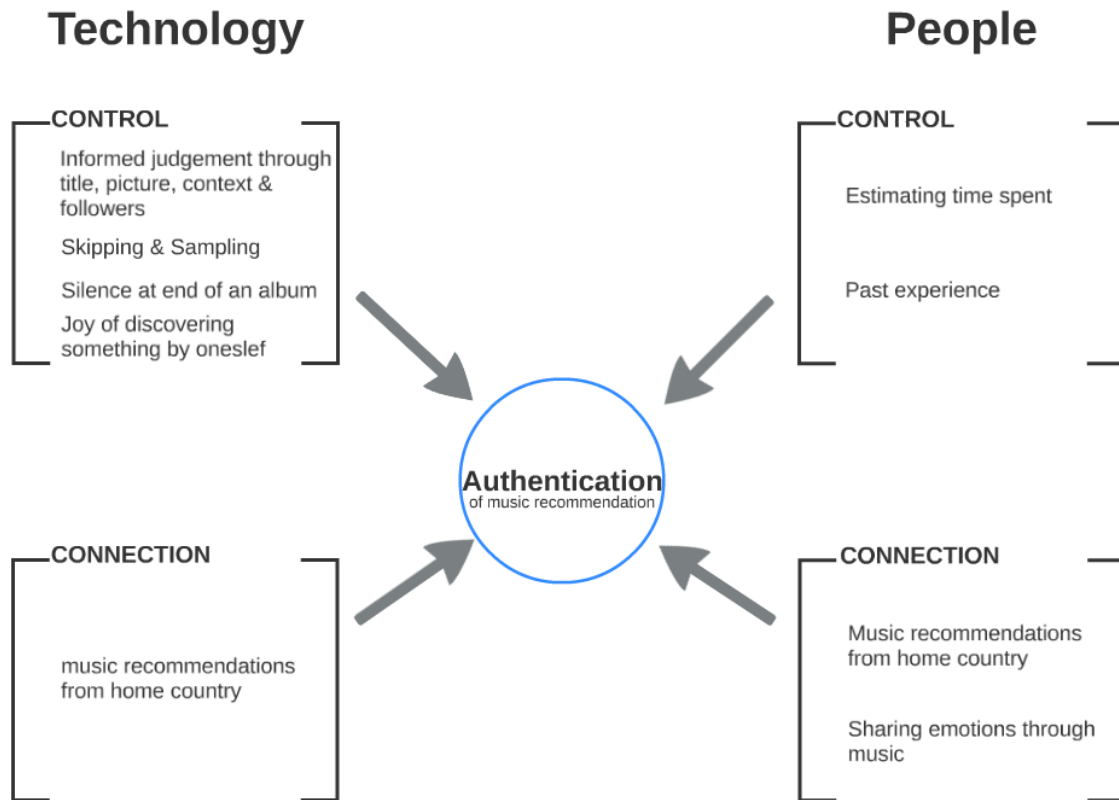 Technology
People
CONTROL
Informed judgement through
title, picture, context &
followers
Skipping & Sampling
Silence at end of an album
Joy of discovering
something by oneslef
CONTROL
Estimating time spent
Past experience
Authentication
of music recommendation
CONNECTION
music recommendations
from home country
CONNECTION
Music recommendations
from home country
Sharing emotions through
music